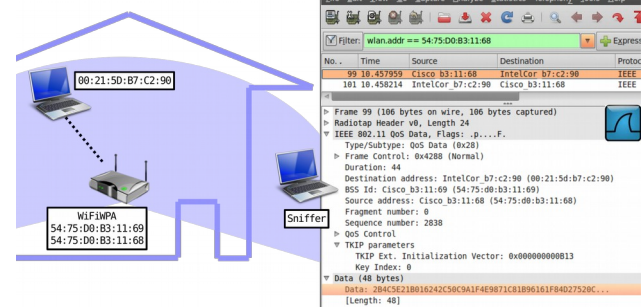 00:21:5D:B7:C2:90
WiFiWPA
54:75:D0:B3:11:69
54:75:D0:B3:11:68
Sniffer
Filter: wlan.addr == 54:75:D0:B3:11:68 Express
No. . Time Source Destination Protoc
99 10.457959 Cisco_b3:11:68 IntelCor_b7:c2:90 IEEE
101 10.458214 IntelCor_b7:c2:90 Cisco_b3:11:68 IEEE
Frame 99 (106 bytes on wire, 106 bytes captured)
Radiotap Header v0, Length 24
IEEE 802.11 QoS Data, Flags: .p....F.
Type/Subtype: QoS Data (0x28)
Frame Control: 0x4288 (Normal)
Duration: 44
Destination address: IntelCor_b7:c2:90 (00:21:5d:b7:c2:90)
BSS Id: Cisco_b3:11:69 (54:75:d0:b3:11:69)
Source address: Cisco_b3:11:68 (54:75:d0:b3:11:68)
Fragment number: 0
Sequence number: 2838
QoS Control
TKIP parameters
TKIP Ext. Initialization Vector: 0x000000000B13
Key Index: 0
Data (48 bytes)
Data: 2B4C5E21B016242C50C9A1F4E9871C81B96161F84D27520C...
[Length: 48]